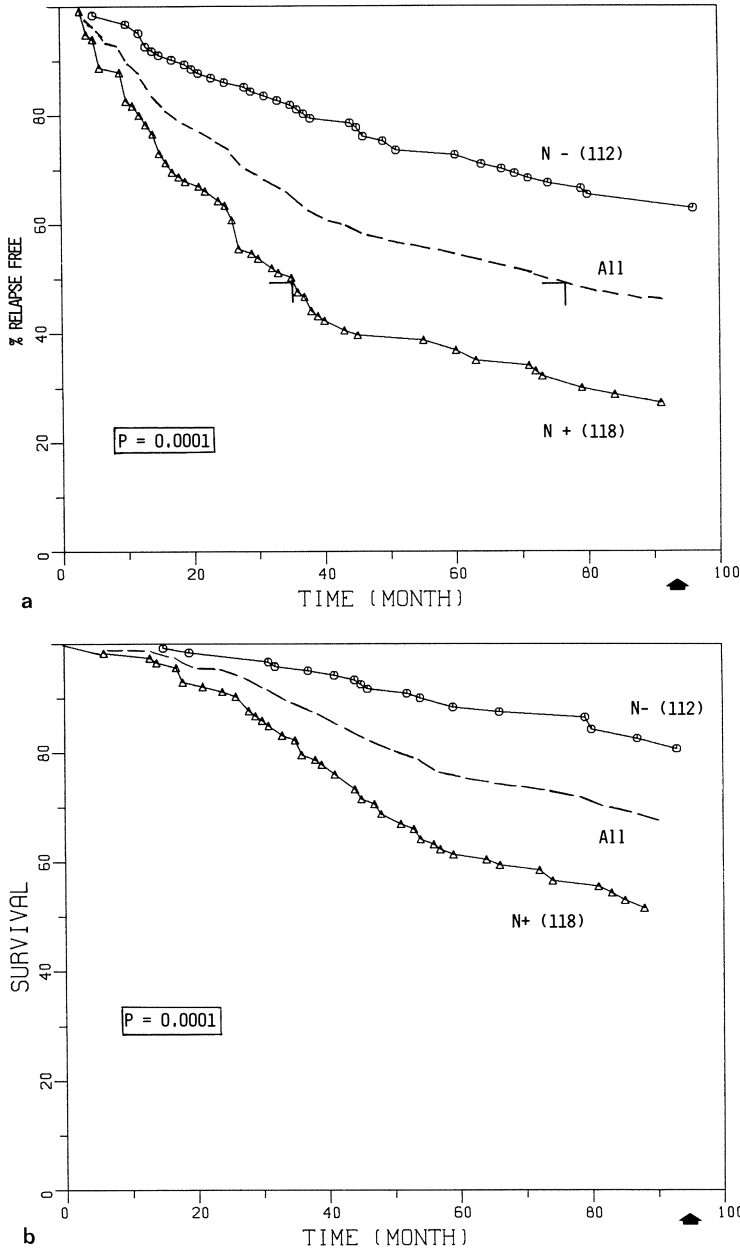 % RELAPSE FREE
80
60
40
20
0
N - (112)
All
N + (118)
P = 0.0001
0 20 40 60 80 100
TIME (MONTH)
a
SURVIVAL
80
60
40
20
0
N- (112)
All
N+ (118)
P = 0.0001
0 20 40 60 80 100
TIME (MONTH)
b